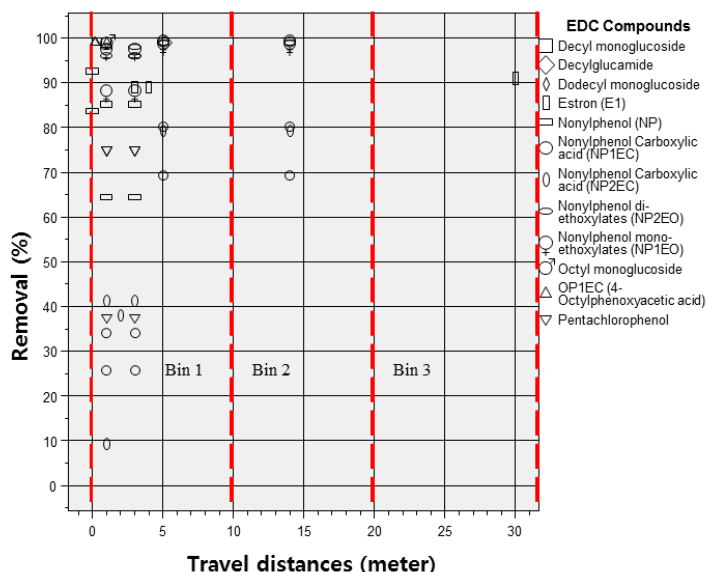 EDC Compounds
Decyl monoglucoside
Decylglucamide
Dodecyl monoglucoside
Estron (E1)
Nonylphenol (NP)
Nonylphenol Carboxylic
acid (NP1EC)
Nonylphenol Carboxylic
acid (NP2EC)
Nonylphenol di-
ethoxylates (NP2EO)
Nonylphenol mono-
ethoxylates (NP1EO)
Octyl monoglucoside
OP1EC (4-
Octylphenoxyacetic acid)
Pentachlorophenol
Removal (%)
100
90
80
70
60
50
40
30
20
10
0
Bin 1
Bin 2
Bin 3
0
5
10
15
20
25
30
Travel distances (meter)